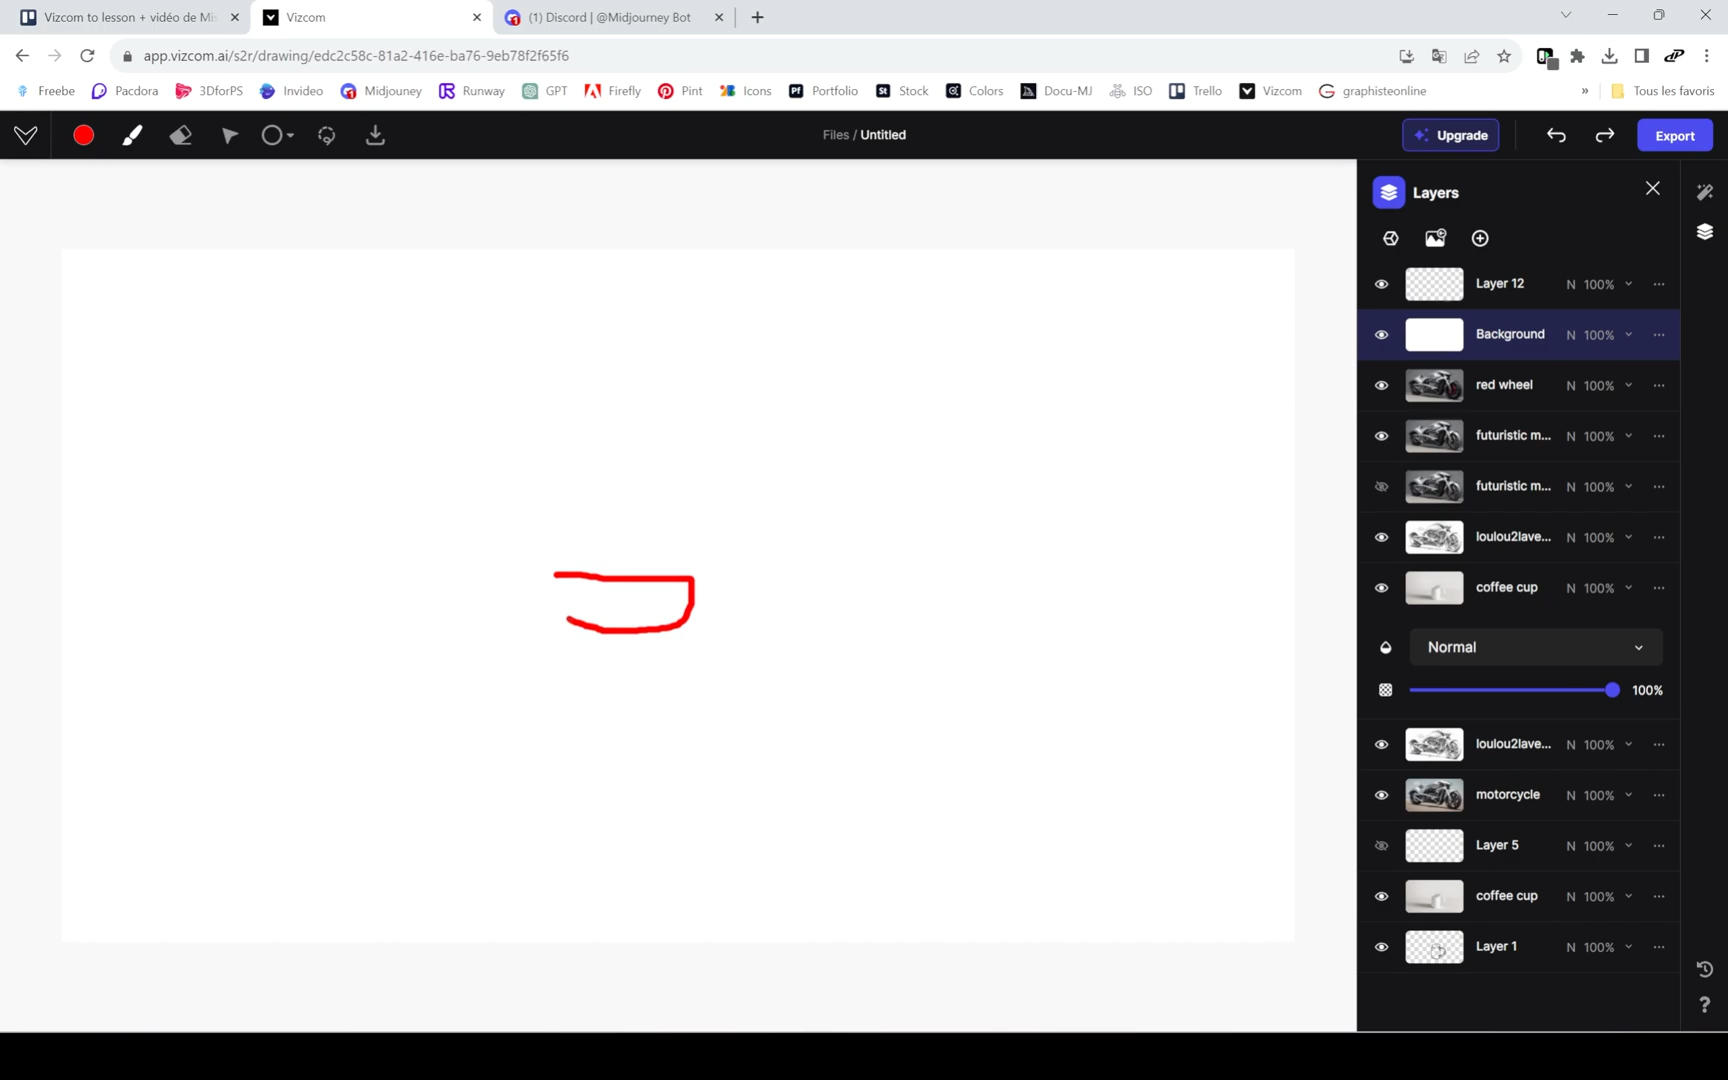 Vizcom to lesson + vidéo de Mis
Vizcom
(1) Discord | @Midjourney Bot
app.vizcom.ai/s2r/drawing/edc2c58c-81a2-416e-ba76-9eb78f2f65f6
Freebe Pacdora 3DforPS Invideo Midjouney Runway GPT Firefly Pint Icons Portfolio Stock Colors Docu-MJ ISO Trello Vizcom graphisteonline » Tous les favoris
Files / Untitled
Upgrade
Export
Layers
Layer 12 N 100%
Background N 100%
red wheel N 100%
futuristic m... N 100%
futuristic m... N 100%
loulou2lave... N 100%
coffee cup N 100%
Normal
100%
loulou2lave... N 100%
motorcycle N 100%
Layer 5 N 100%
coffee cup N 100%
Layer 1 N 100%